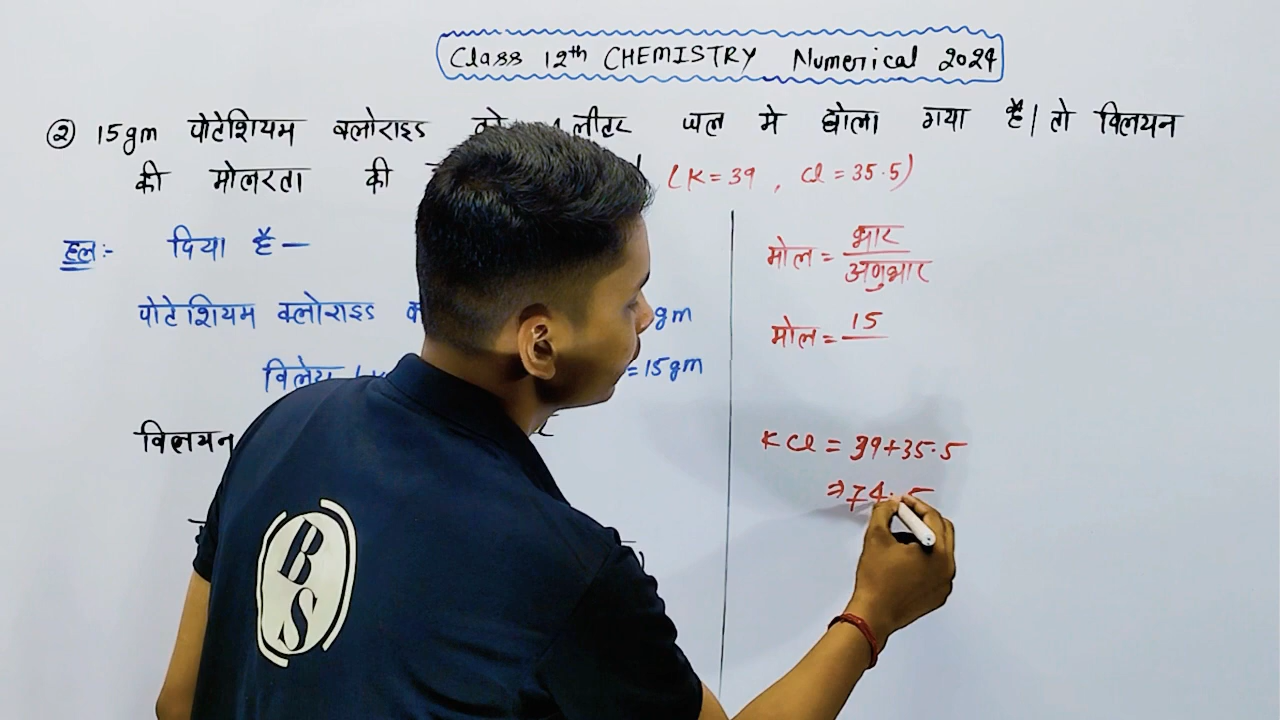 Class 12th CHEMISTRY Numerical 2024
② 15gm पोटेशियम क्लोराइड को लीटर जल मे घोला गया है। तो विलयन
की मोलरता की ( K = 39 , Cl = 35.5 )
हल:- दिया है —
पोटेशियम क्लोराइड gm
विलेय = 15gm
विलयन
मोल = भार / अणुभार
मोल = 15
KCl = 39+35.5
⇒ 74.5
BS